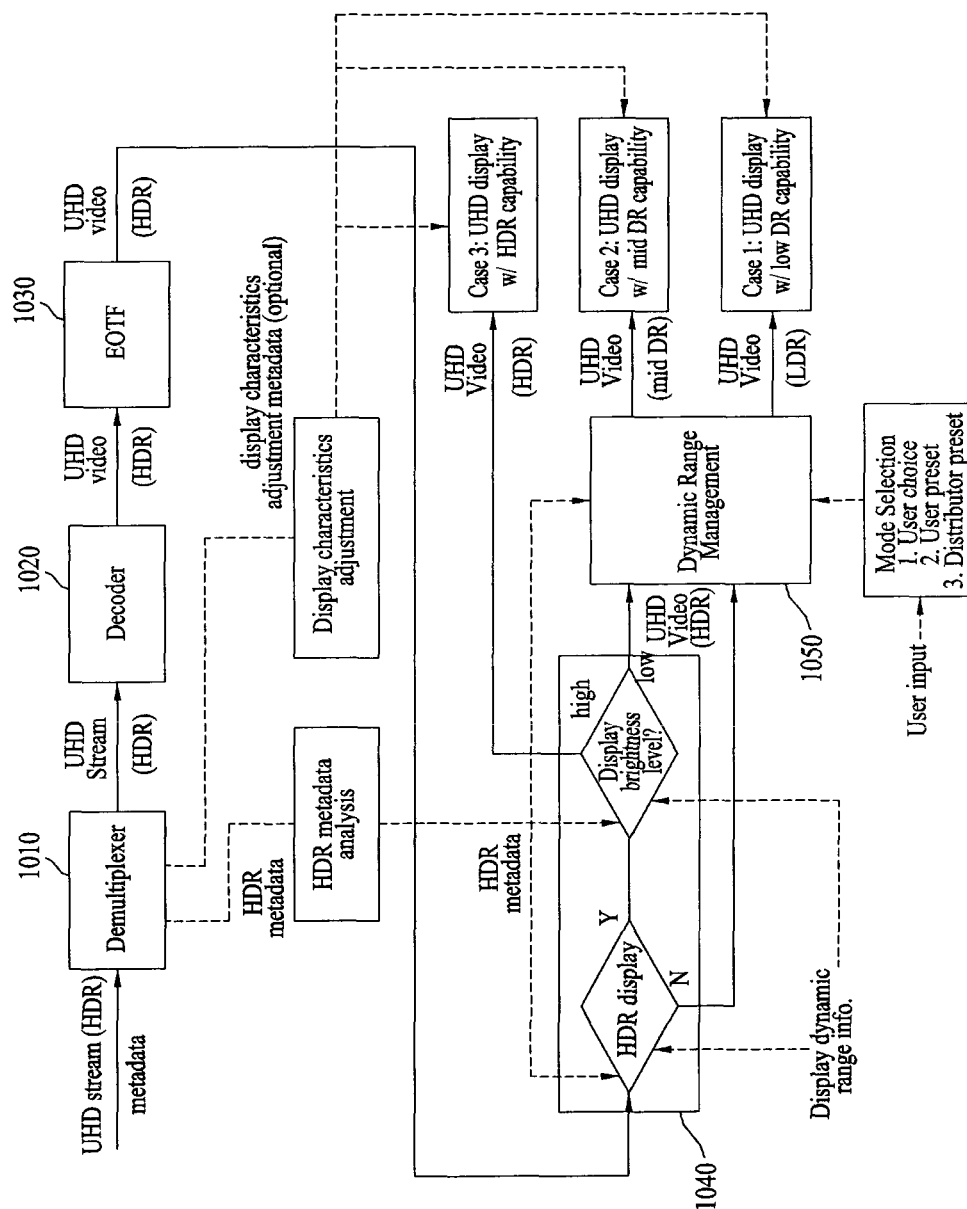 UHD stream (HDR)
metadata
1010
Demultiplexer
UHD
Stream
(HDR)
1020
Decoder
UHD
video
(HDR)
1030
EOTF
UHD
video
(HDR)
HDR
metadata
HDR metadata
analysis
Display characteristics
adjustment
display characteristics
adjustment metadata (optional)
1040
HDR display
Y
N
HDR
metadata
Display
brightness
level?
high
low
Display dynamic
range info.
UHD
Video
(HDR)
UHD
Video
(HDR)
Dynamic Range
Management
1050
UHD
Video
(mid DR)
UHD
Video
(LDR)
Case 3: UHD display
w/ HDR capability
Case 2: UHD display
w/ mid DR capability
Case 1: UHD display
w/ low DR capability
User input
Mode Selection
1. User choice
2. User preset
3. Distributor preset